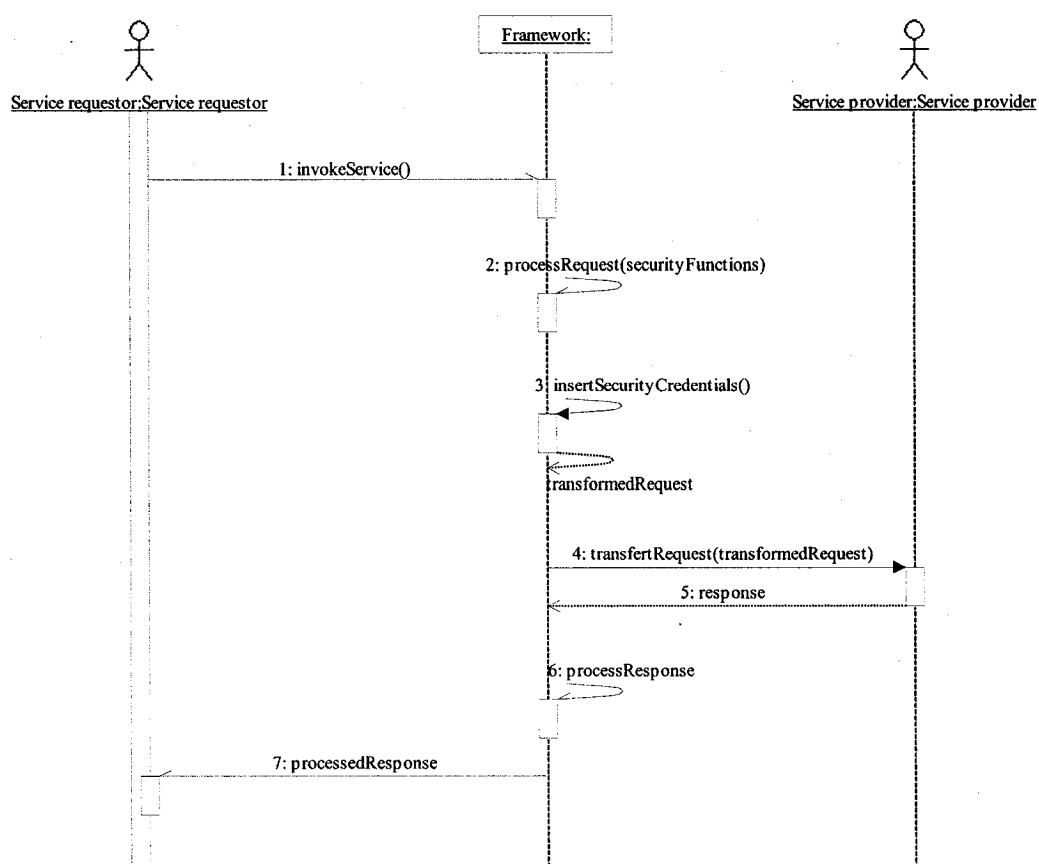 Framework:
Service requestor:Service requestor
Service provider:Service provider
1: invokeService()
2: processRequest(securityFunctions)
3: insertSecurityCredentials()
transformedRequest
4: transfertRequest(transformedRequest)
5: response
6: processResponse
7: processedResponse